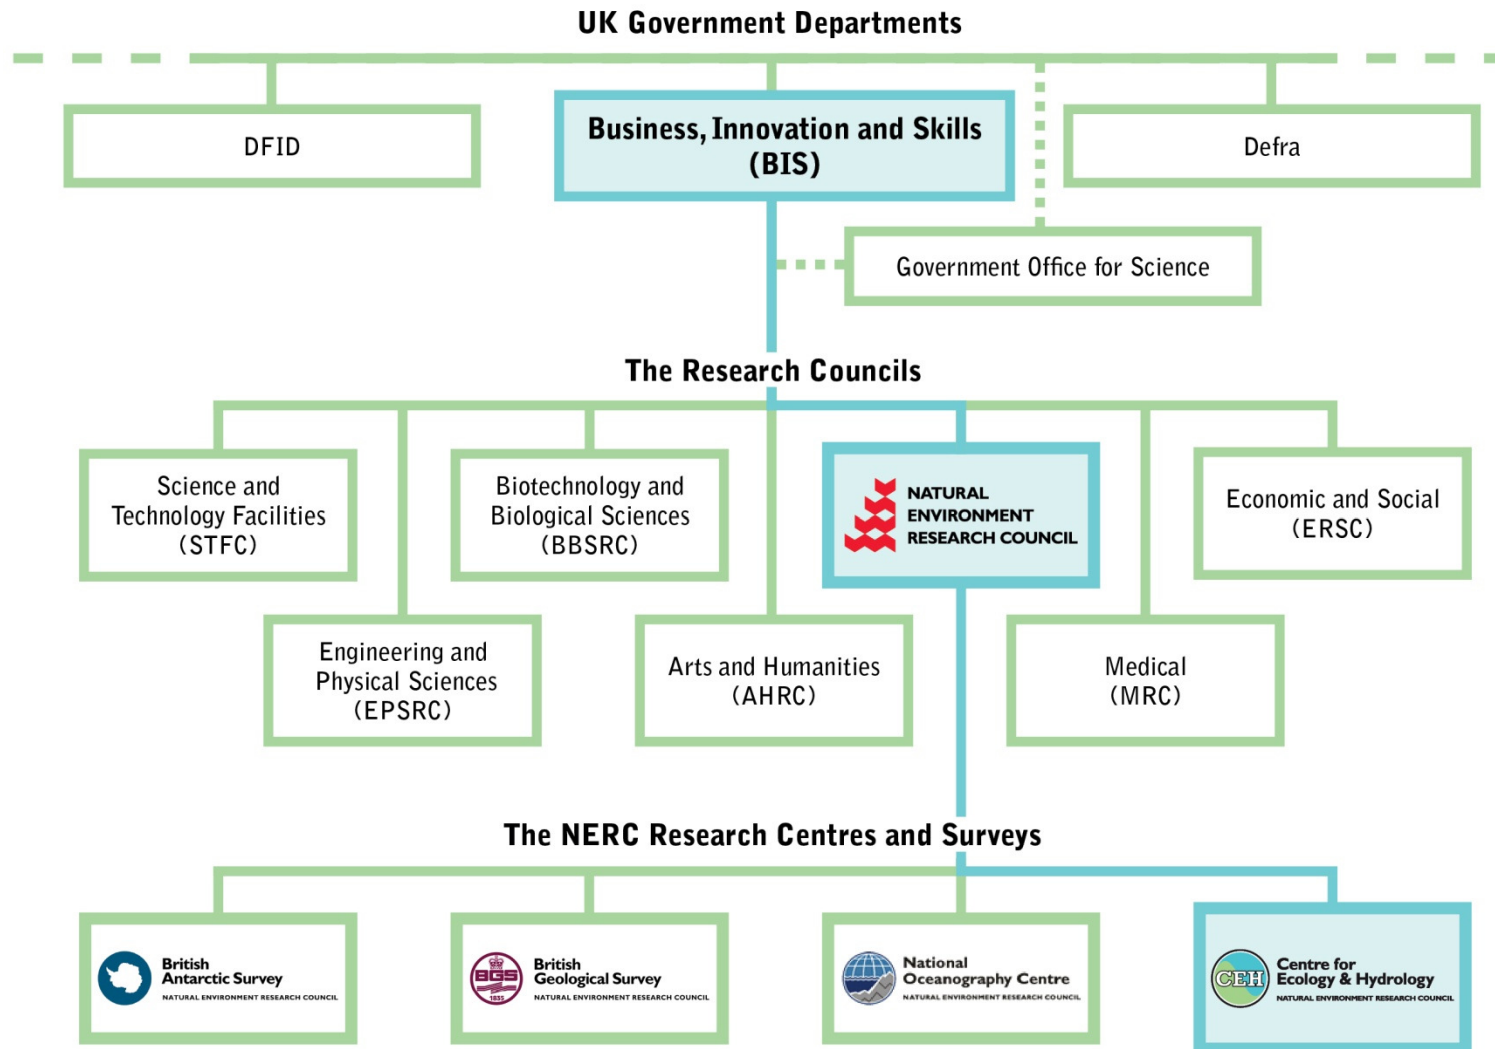 UK Government Departments
DFID
Business, Innovation and Skills
(BIS)
Defra
Government Office for Science
The Research Councils
Science and
Technology Facilities
(STFC)
Biotechnology and
Biological Sciences
(BBSRC)
NATURAL
ENVIRONMENT
RESEARCH COUNCIL
Economic and Social
(ERSC)
Engineering and
Physical Sciences
(EPSRC)
Arts and Humanities
(AHRC)
Medical
(MRC)
The NERC Research Centres and Surveys
British
Antarctic Survey
NATURAL ENVIRONMENT RESEARCH COUNCIL
BGS
1835
British
Geological Survey
NATURAL ENVIRONMENT RESEARCH COUNCIL
National
Oceanography Centre
NATURAL ENVIRONMENT RESEARCH COUNCIL
CEH
Centre for
Ecology & Hydrology
NATURAL ENVIRONMENT RESEARCH COUNCIL